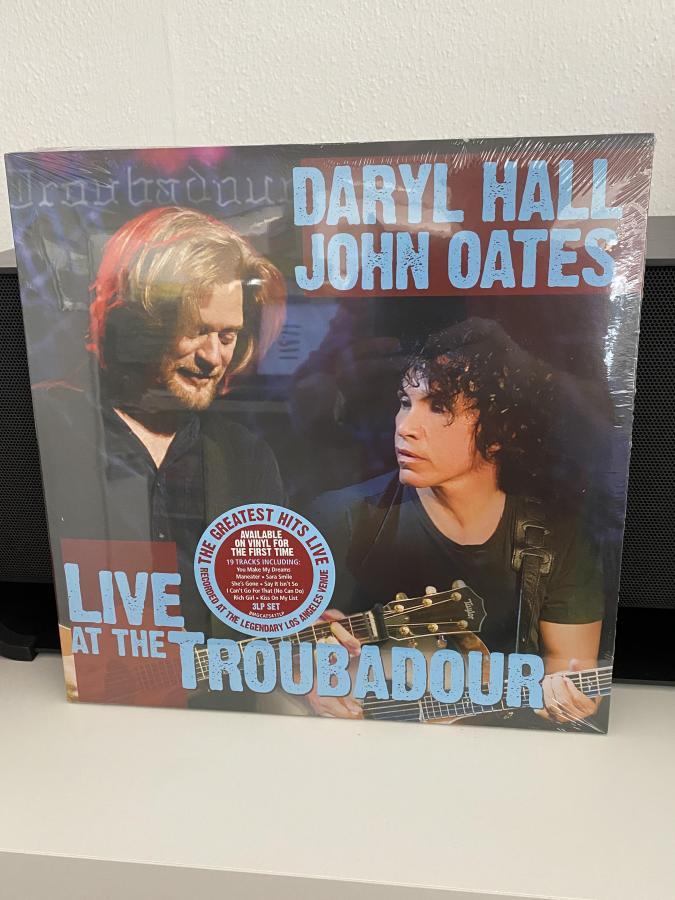 Troubadour
DARYL HALL
JOHN OATES
THE GREATEST HITS LIVE
AVAILABLE
ON VINYL FOR
THE FIRST TIME
19 TRACKS INCLUDING:
You Make My Dreams
Maneater • Sara Smile
She's Gone • Say It Isn't So
I Can't Go For That (No Can Do)
Rich Girl • Kiss On My List
3LP SET
BMGCAT541TLP
RECORDED AT THE LEGENDARY LOS ANGELES VENUE
LIVE
AT THE TROUBADOUR
Taylor